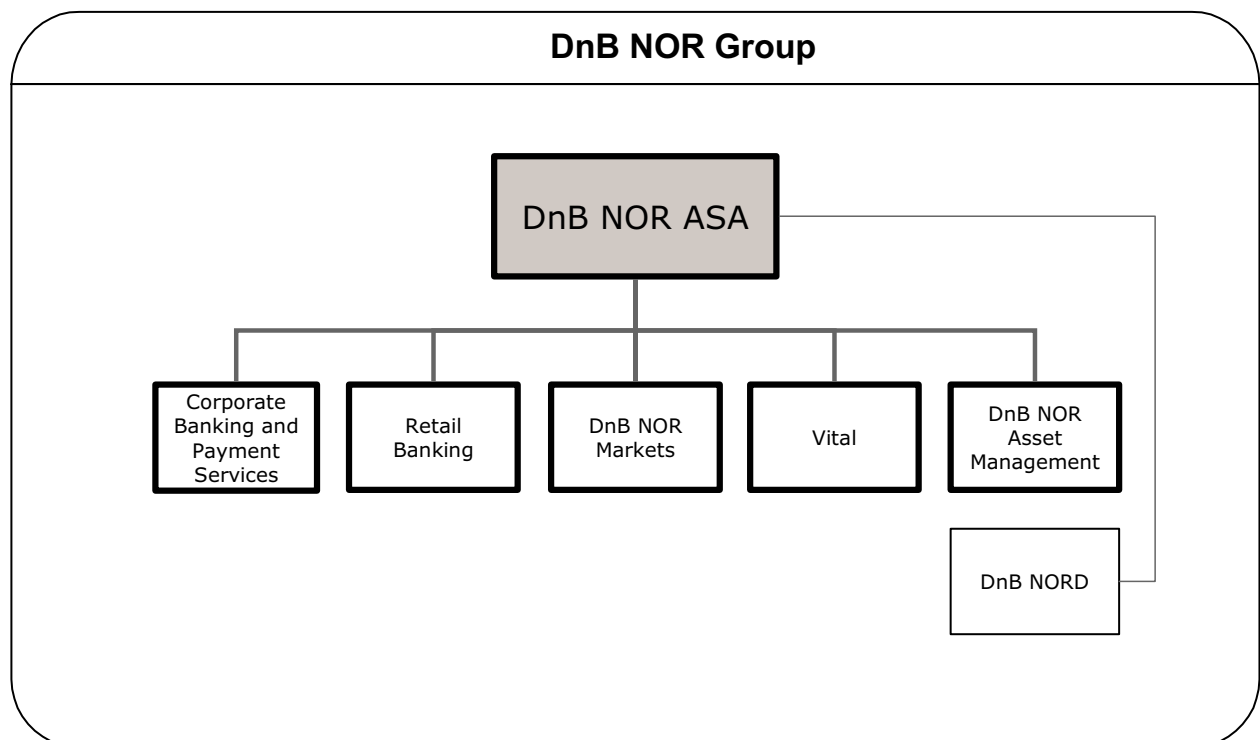 DnB NOR Group
DnB NOR ASA
Corporate
Banking and
Payment
Services
Retail
Banking
DnB NOR
Markets
Vital
DnB NOR
Asset
Management
DnB NORD